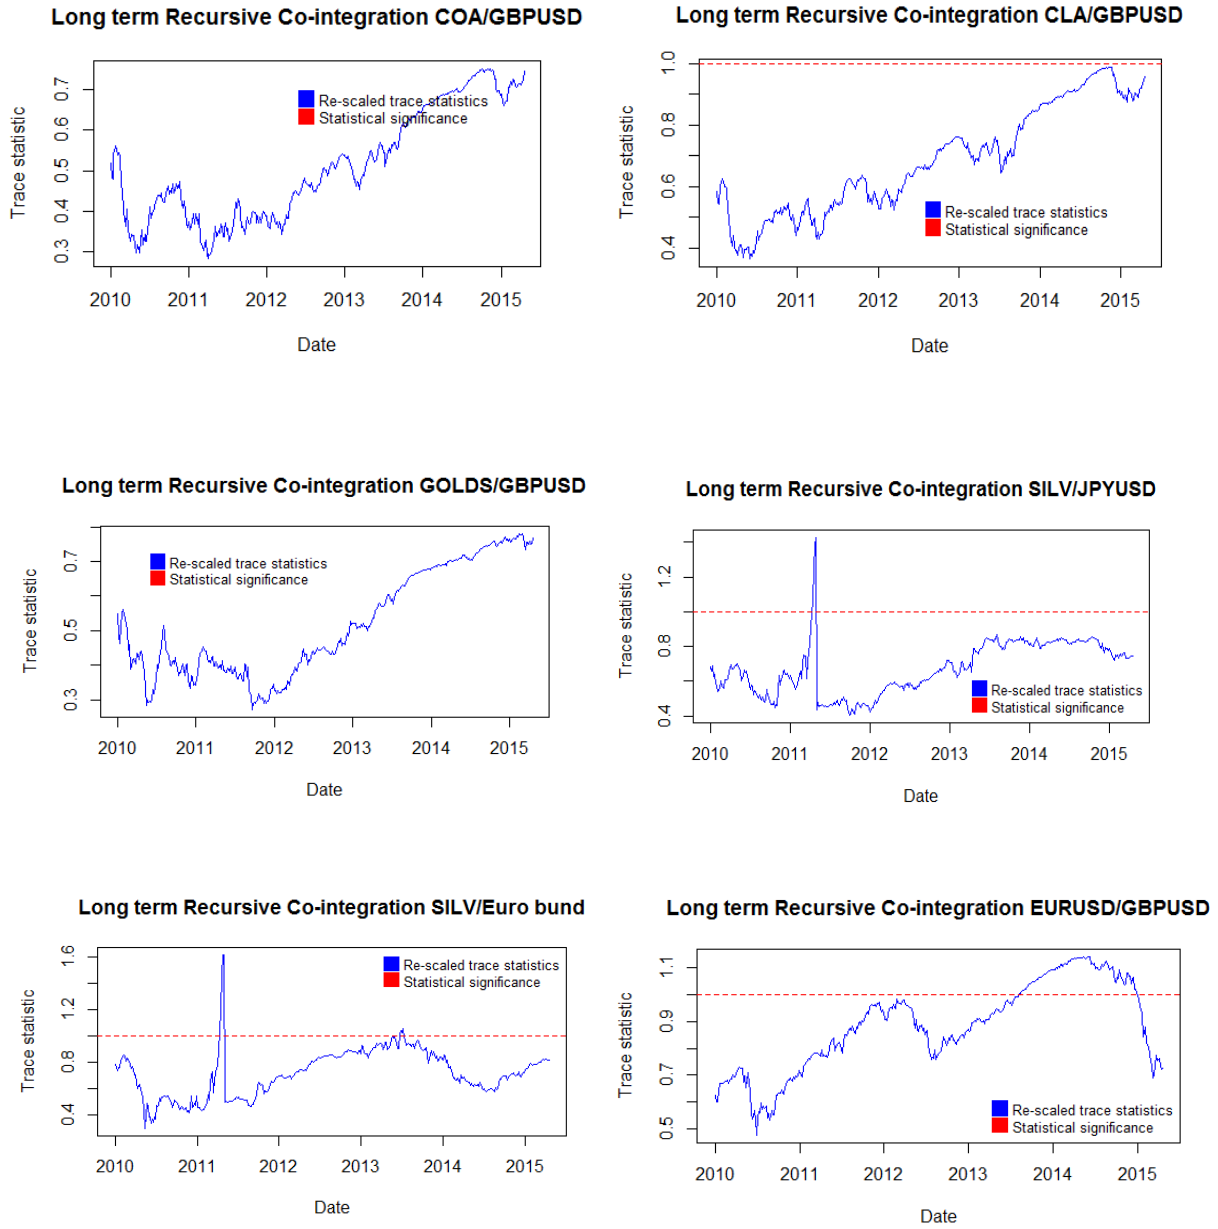 Long term Recursive Co-integration COA/GBPUSD
Trace statistic
0.7
0.6
0.5
0.4
0.3
Re-scaled trace statistics
Statistical significance
2010 2011 2012 2013 2014 2015
Date
Long term Recursive Co-integration CLA/GBPUSD
Trace statistic
1.0
0.8
0.6
0.4
Re-scaled trace statistics
Statistical significance
2010 2011 2012 2013 2014 2015
Date
Long term Recursive Co-integration GOLDS/GBPUSD
Trace statistic
0.7
0.5
0.3
Re-scaled trace statistics
Statistical significance
2010 2011 2012 2013 2014 2015
Date
Long term Recursive Co-integration SILV/JPYUSD
Trace statistic
1.2
0.8
0.4
Re-scaled trace statistics
Statistical significance
2010 2011 2012 2013 2014 2015
Date
Long term Recursive Co-integration SILV/Euro bund
Trace statistic
1.6
1.2
0.8
0.4
Re-scaled trace statistics
Statistical significance
2010 2011 2012 2013 2014 2015
Date
Long term Recursive Co-integration EURUSD/GBPUSD
Trace statistic
1.1
0.9
0.7
0.5
Re-scaled trace statistics
Statistical significance
2010 2011 2012 2013 2014 2015
Date